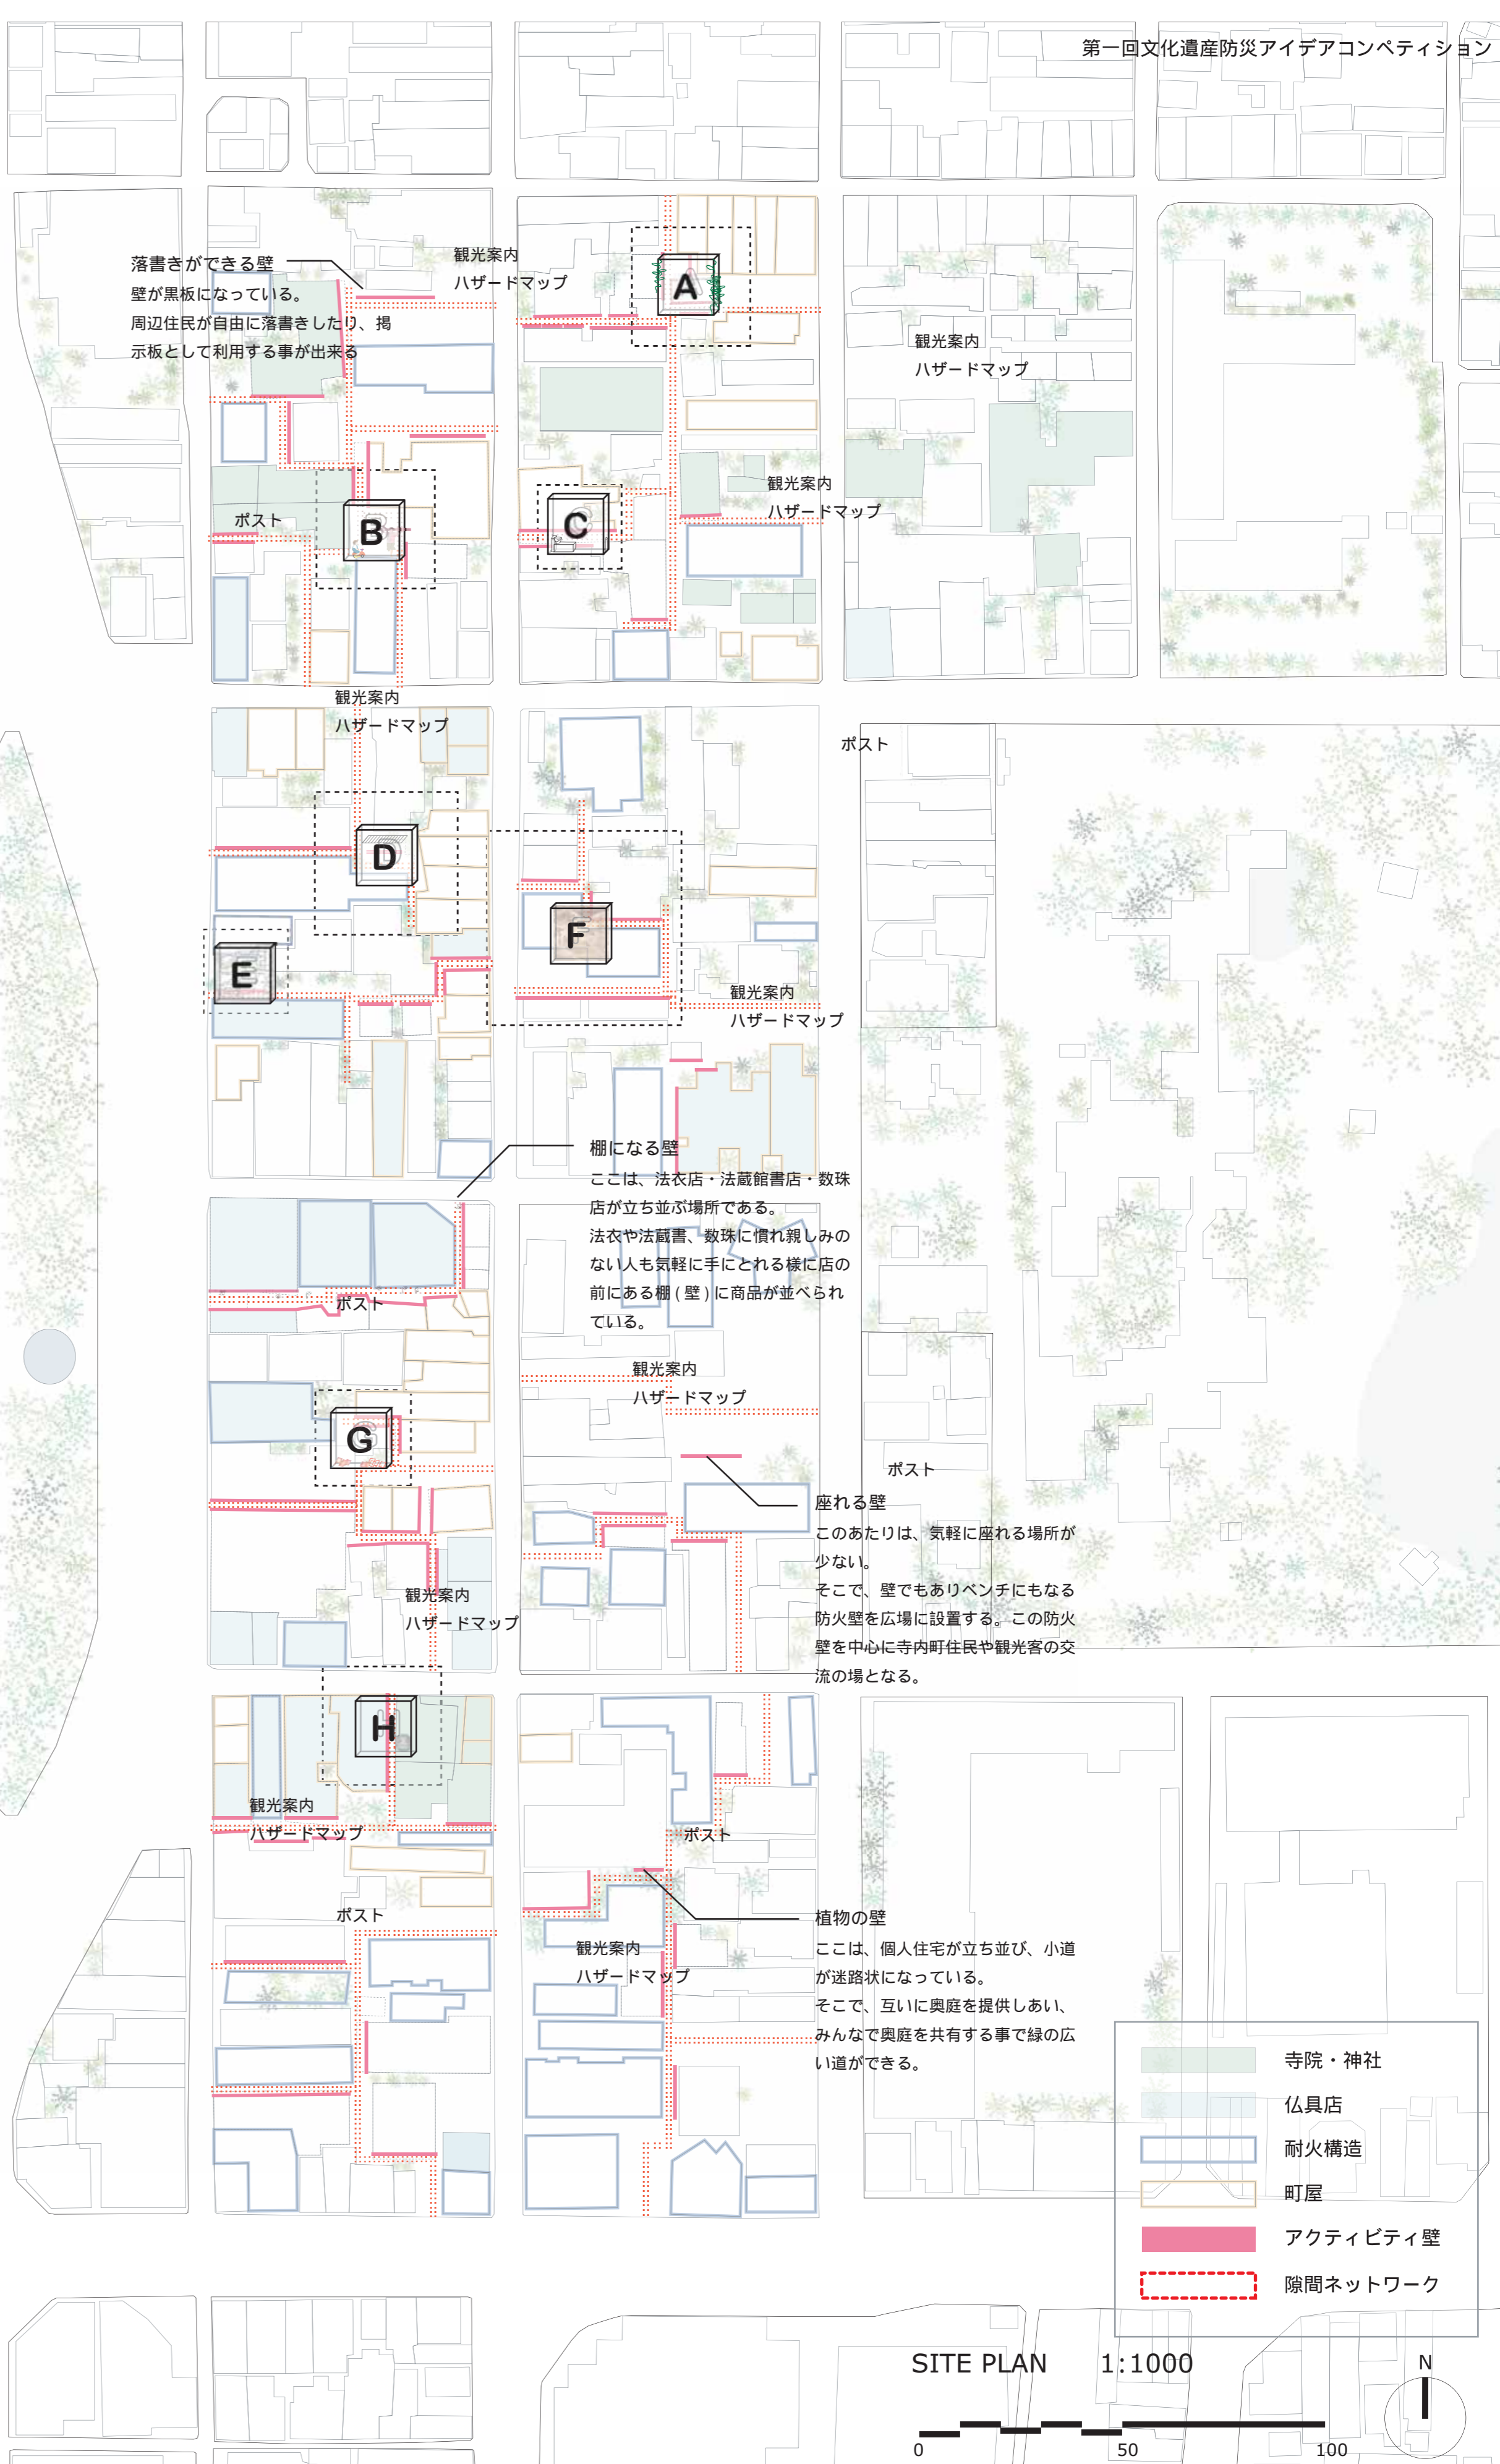 第一回文化遺産防災アイデアコンペティション
落書きができる壁
壁が黒板になっている。
周辺住民が自由に落書きしたり、掲
示板として利用する事が出来る
観光案内
ハザードマップ
A
観光案内
ハザードマップ
観光案内
ハザードマップ
ポスト
B
C
観光案内
ハザードマップ
ポスト
D
E
F
観光案内
ハザードマップ
棚になる壁
ここは、法衣店・法蔵館書店・数珠
店が立ち並ぶ場所である。
法衣や法蔵書、数珠に慣れ親しみの
ない人も気軽に手にとれる様に店の
前にある棚(壁)に商品が並べられ
ている。
ポスト
観光案内
ハザードマップ
G
ポスト
座れる壁
このあたりは、気軽に座れる場所が
少ない。
そこで、壁でもありベンチにもなる
防火壁を広場に設置する。この防火
壁を中心に寺内町住民や観光客の交
流の場となる。
観光案内
ハザードマップ
H
観光案内
ハザードマップ
ポスト
ポスト
植物の壁
ここは、個人住宅が立ち並び、小道
が迷路状になっている。
そこで、互いに奥庭を提供しあい、
みんなで奥庭を共有する事で緑の広
い道ができる。
観光案内
ハザードマップ
寺院・神社
仏具店
耐火構造
町屋
アクティビティ壁
隙間ネットワーク
SITE PLAN 1:1000
N
0 50 100